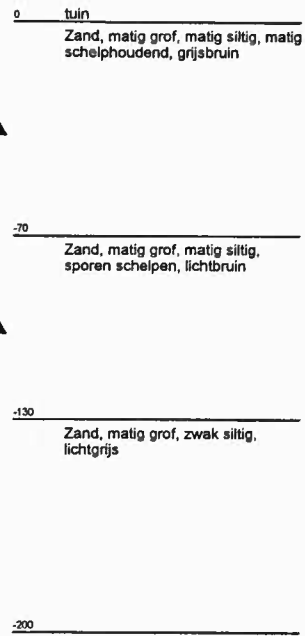 0 tuin
Zand, matig grof, matig siltig, matig
schelphoudend, grijsbruin
-70
Zand, matig grof, matig siltig,
sporen schelpen, lichtbruin
-130
Zand, matig grof, zwak siltig,
lichtgrijs
-200